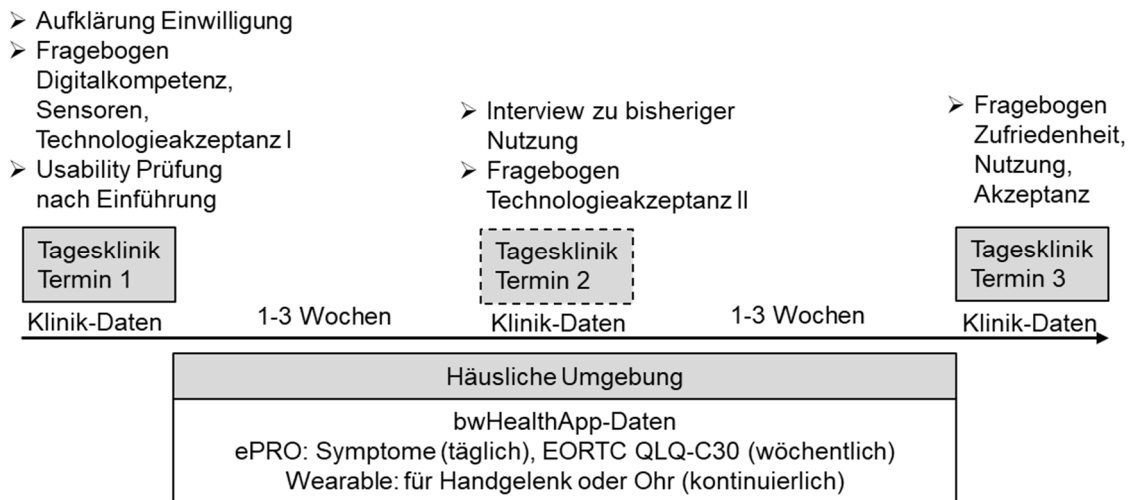 ➢ Aufklärung Einwilligung
➢ Fragebogen
Digitalkompetenz,
Sensoren,
Technologieakzeptanz I
➢ Usability Prüfung
nach Einführung
➢ Interview zu bisheriger
Nutzung
➢ Fragebogen
Technologieakzeptanz II
➢ Fragebogen
Zufriedenheit,
Nutzung,
Akzeptanz
Tagesklinik
Termin 1
Tagesklinik
Termin 2
Tagesklinik
Termin 3
Klinik-Daten
1-3 Wochen
Klinik-Daten
1-3 Wochen
Klinik-Daten
Häusliche Umgebung
bwHealthApp-Daten
ePRO: Symptome (täglich), EORTC QLQ-C30 (wöchentlich)
Wearable: für Handgelenk oder Ohr (kontinuierlich)